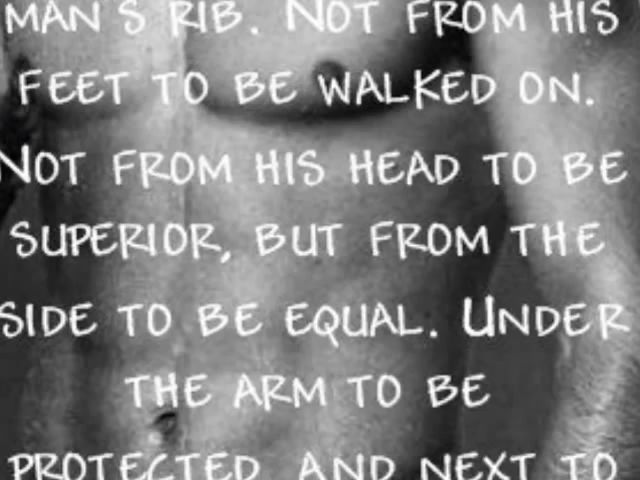 MAN'S RIB. NOT FROM HIS
FEET TO BE WALKED ON.
NOT FROM HIS HEAD TO BE
SUPERIOR, BUT FROM THE
SIDE TO BE EQUAL. UNDER
THE ARM TO BE
PROTECTED AND NEXT TO